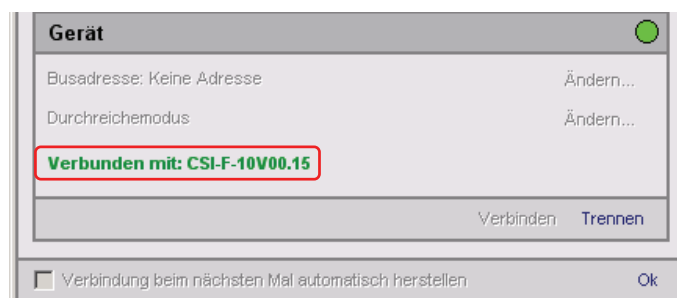 Gerät
Busadresse: Keine Adresse Ändern...
Durchreichemodus Ändern...
Verbunden mit: CSI-F-10V00.15
Verbinden Trennen
Verbindung beim nächsten Mal automatisch herstellen Ok